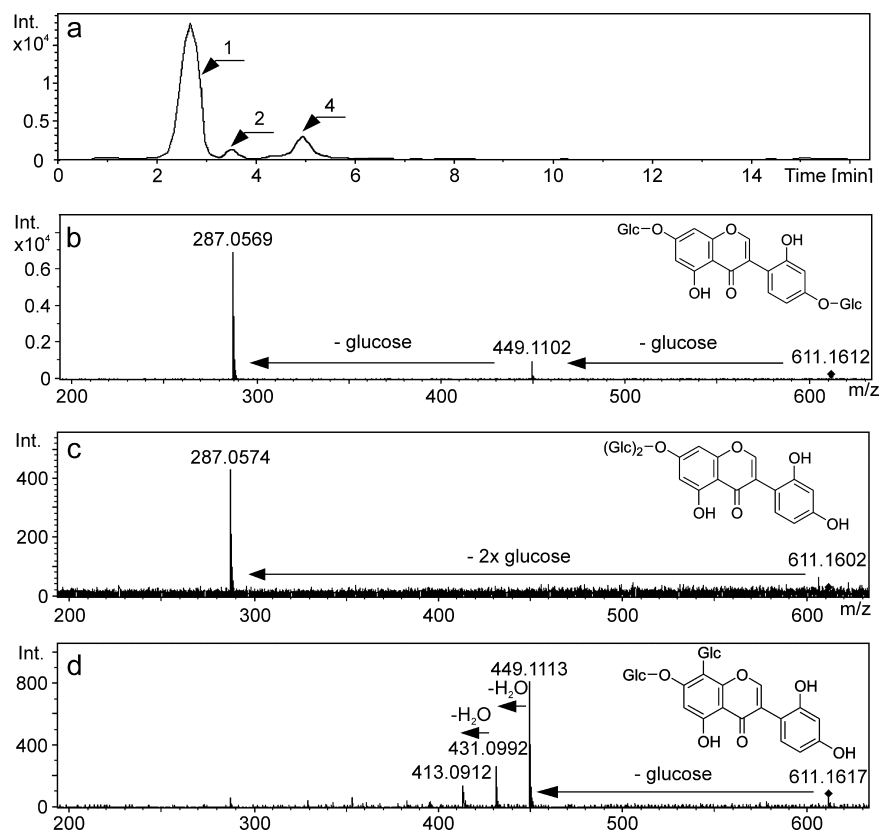 Int.
x10⁴
a
1
0.5
0
1
2
4
0 2 4 6 8 10 12 14 Time [min]
Int.
x10⁴
b
0.6
0.4
0.2
0
287.0569
- glucose
449.1102
- glucose
611.1612
Glc O O OH
OH O O Glc
200 300 400 500 600 m/z
Int.
c
400
200
0
287.0574
- 2x glucose
611.1602
(Glc)₂ O O OH
OH O OH
200 300 400 500 600 m/z
Int.
d
800
400
0
449.1113
-H₂O
-H₂O
431.0992
413.0912
- glucose
611.1617
Glc
Glc O O OH
OH O OH
200 300 400 500 600